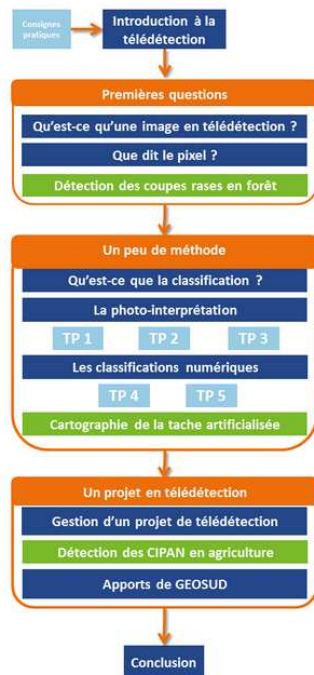 Consignes
pratiques
Introduction à la
télédétection
Premières questions
Qu'est-ce qu'une image en télédétection ?
Que dit le pixel ?
Détection des coupes rases en forêt
Un peu de méthode
Qu'est-ce que la classification ?
La photo-interprétation
TP 1 TP 2 TP 3
Les classifications numériques
TP 4 TP 5
Cartographie de la tache artificialisée
Un projet en télédétection
Gestion d'un projet de télédétection
Détection des CIPAN en agriculture
Apports de GEOSUD
Conclusion